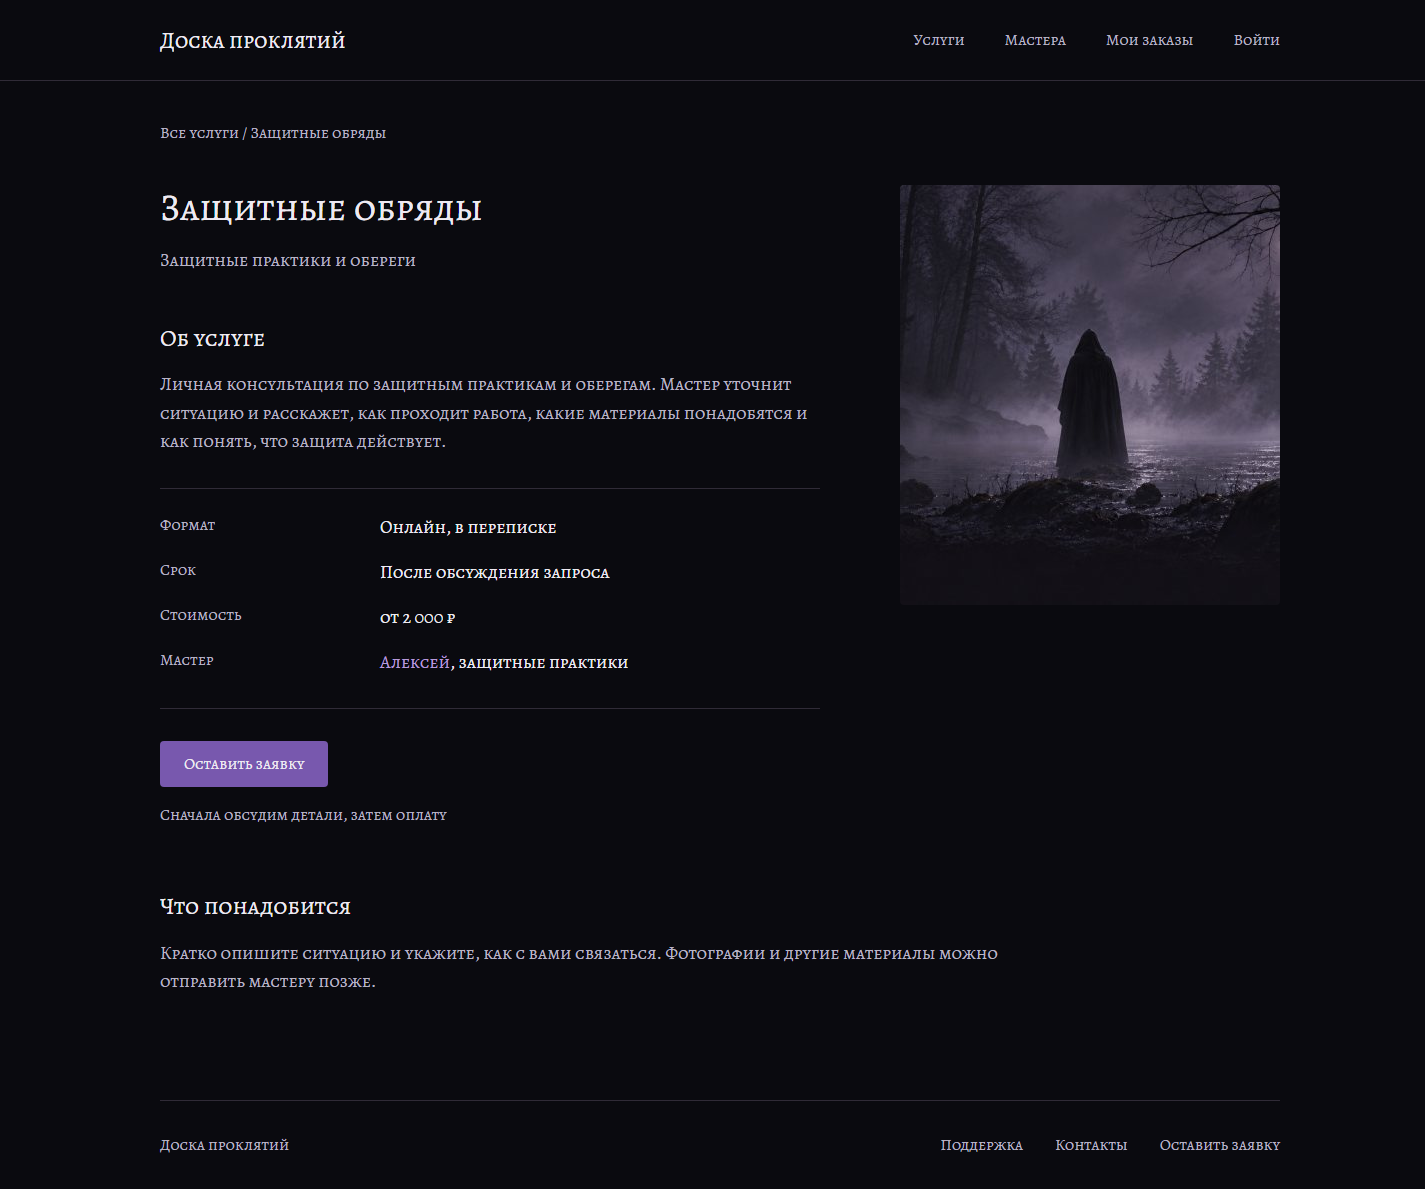 Доска проклятий
Услуги
Мастера
Мои заказы
Войти
Все услуги / Защитные обряды
Защитные обряды
Защитные практики и обереги
Об услуге
Личная консультация по защитным практикам и оберегам. Мастер уточнит
ситуацию и расскажет, как проходит работа, какие материалы понадобятся и
как понять, что защита действует.
Формат
Онлайн, в переписке
Срок
После обсуждения запроса
Стоимость
от 2 000 ₽
Мастер
Алексей, защитные практики
Оставить заявку
Сначала обсудим детали, затем оплату
Что понадобится
Кратко опишите ситуацию и укажите, как с вами связаться. Фотографии и другие материалы можно
отправить мастеру позже.
Доска проклятий
Поддержка
Контакты
Оставить заявку